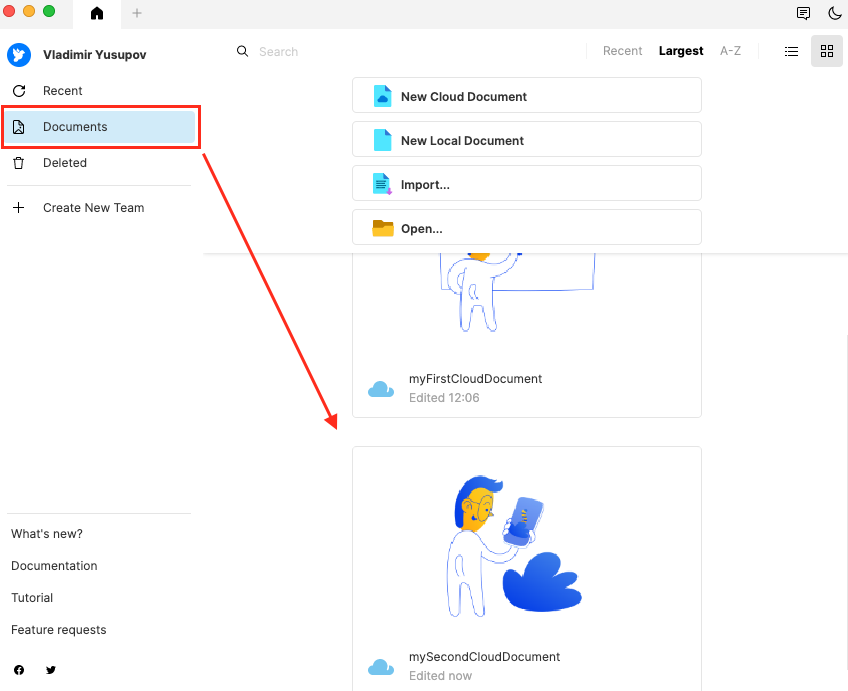 Vladimir Yusupov
Recent
Documents
Deleted
Create New Team
What's new?
Documentation
Tutorial
Feature requests
Search
Recent Largest A-Z
New Cloud Document
New Local Document
Import...
Open...
myFirstCloudDocument
Edited 12:06
mySecondCloudDocument
Edited now